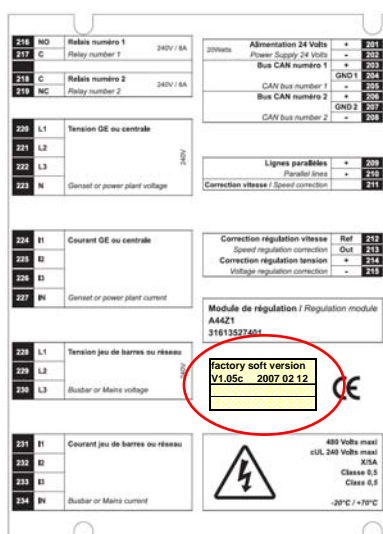 216 NO Relais numéro 1 240V / 8A
217 C Relay number 1
218 C Relais numéro 2 240V / 8A
219 NC Relay number 2
220 L1 Tension GE ou centrale
221 L2
222 L3 240V
223 N Genset or power plant voltage
224 I1 Courant GE ou centrale
225 I2
226 I3
227 IN Genset or power plant current
228 L1 Tension jeu de barres ou réseau
229 L2
230 L3 Busbar or Mains voltage
231 I1 Courant jeu de barres ou réseau
232 I2
233 I3
234 IN Busbar or Mains current
20Watts Alimentation 24 Volts + 201
Power Supply 24 Volts - 202
Bus CAN numéro 1 + 203
GND1 204
CAN bus number 1 - 205
Bus CAN numéro 2 + 206
GND2 207
CAN bus number 2 - 208
Lignes parallèles + 209
Parallel lines - 210
Correction vitesse / Speed correction 211
Correction régulation vitesse Ref 212
Speed regulation correction Out 213
Correction régulation tension + 214
Voltage regulation correction - 215
Module de régulation / Regulation module
A44Z1
31613527401
factory soft version
V1.05c 2007 02 12
CE
480 Volts maxi
cUL 240 Volts maxi
X/5A
Classe 0,5
Class 0,5
-20°C / +70°C